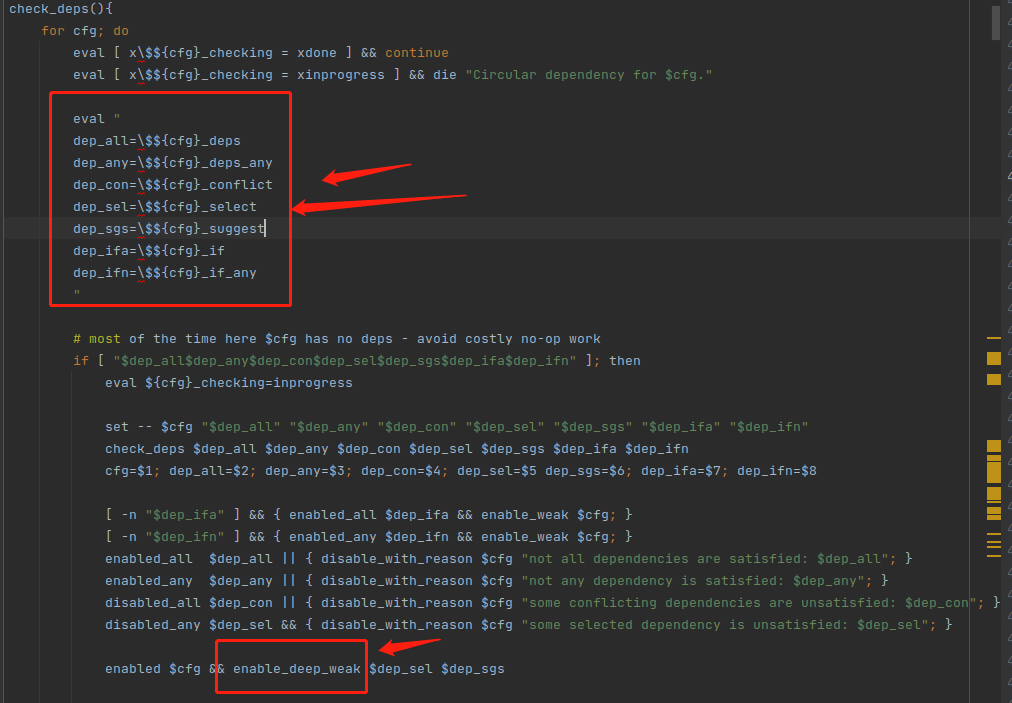 check_deps(){
for cfg; do
eval [ x\$${cfg}_checking = xdone ] && continue
eval [ x\$${cfg}_checking = xinprogress ] && die "Circular dependency for $cfg."
eval "
dep_all=\$${cfg}_deps
dep_any=\$${cfg}_deps_any
dep_con=\$${cfg}_conflict
dep_sel=\$${cfg}_select
dep_sgs=\$${cfg}_suggest
dep_ifa=\$${cfg}_if
dep_ifn=\$${cfg}_if_any
"
# most of the time here $cfg has no deps - avoid costly no-op work
if [ "$dep_all$dep_any$dep_con$dep_sel$dep_sgs$dep_ifa$dep_ifn" ]; then
eval ${cfg}_checking=inprogress
set -- $cfg "$dep_all" "$dep_any" "$dep_con" "$dep_sel" "$dep_sgs" "$dep_ifa" "$dep_ifn"
check_deps $dep_all $dep_any $dep_con $dep_sel $dep_sgs $dep_ifa $dep_ifn
cfg=$1; dep_all=$2; dep_any=$3; dep_con=$4; dep_sel=$5 dep_sgs=$6; dep_ifa=$7; dep_ifn=$8
[ -n "$dep_ifa" ] && { enabled_all $dep_ifa && enable_weak $cfg; }
[ -n "$dep_ifn" ] && { enabled_any $dep_ifn && enable_weak $cfg; }
enabled_all  $dep_all || { disable_with_reason $cfg "not all dependencies are satisfied: $dep_all"; }
enabled_any  $dep_any || { disable_with_reason $cfg "not any dependency is satisfied: $dep_any"; }
disabled_all $dep_con || { disable_with_reason $cfg "some conflicting dependencies are unsatisfied: $dep_con"; }
disabled_any $dep_sel && { disable_with_reason $cfg "some selected dependency is unsatisfied: $dep_sel"; }
enabled $cfg && enable_deep_weak $dep_sel $dep_sgs